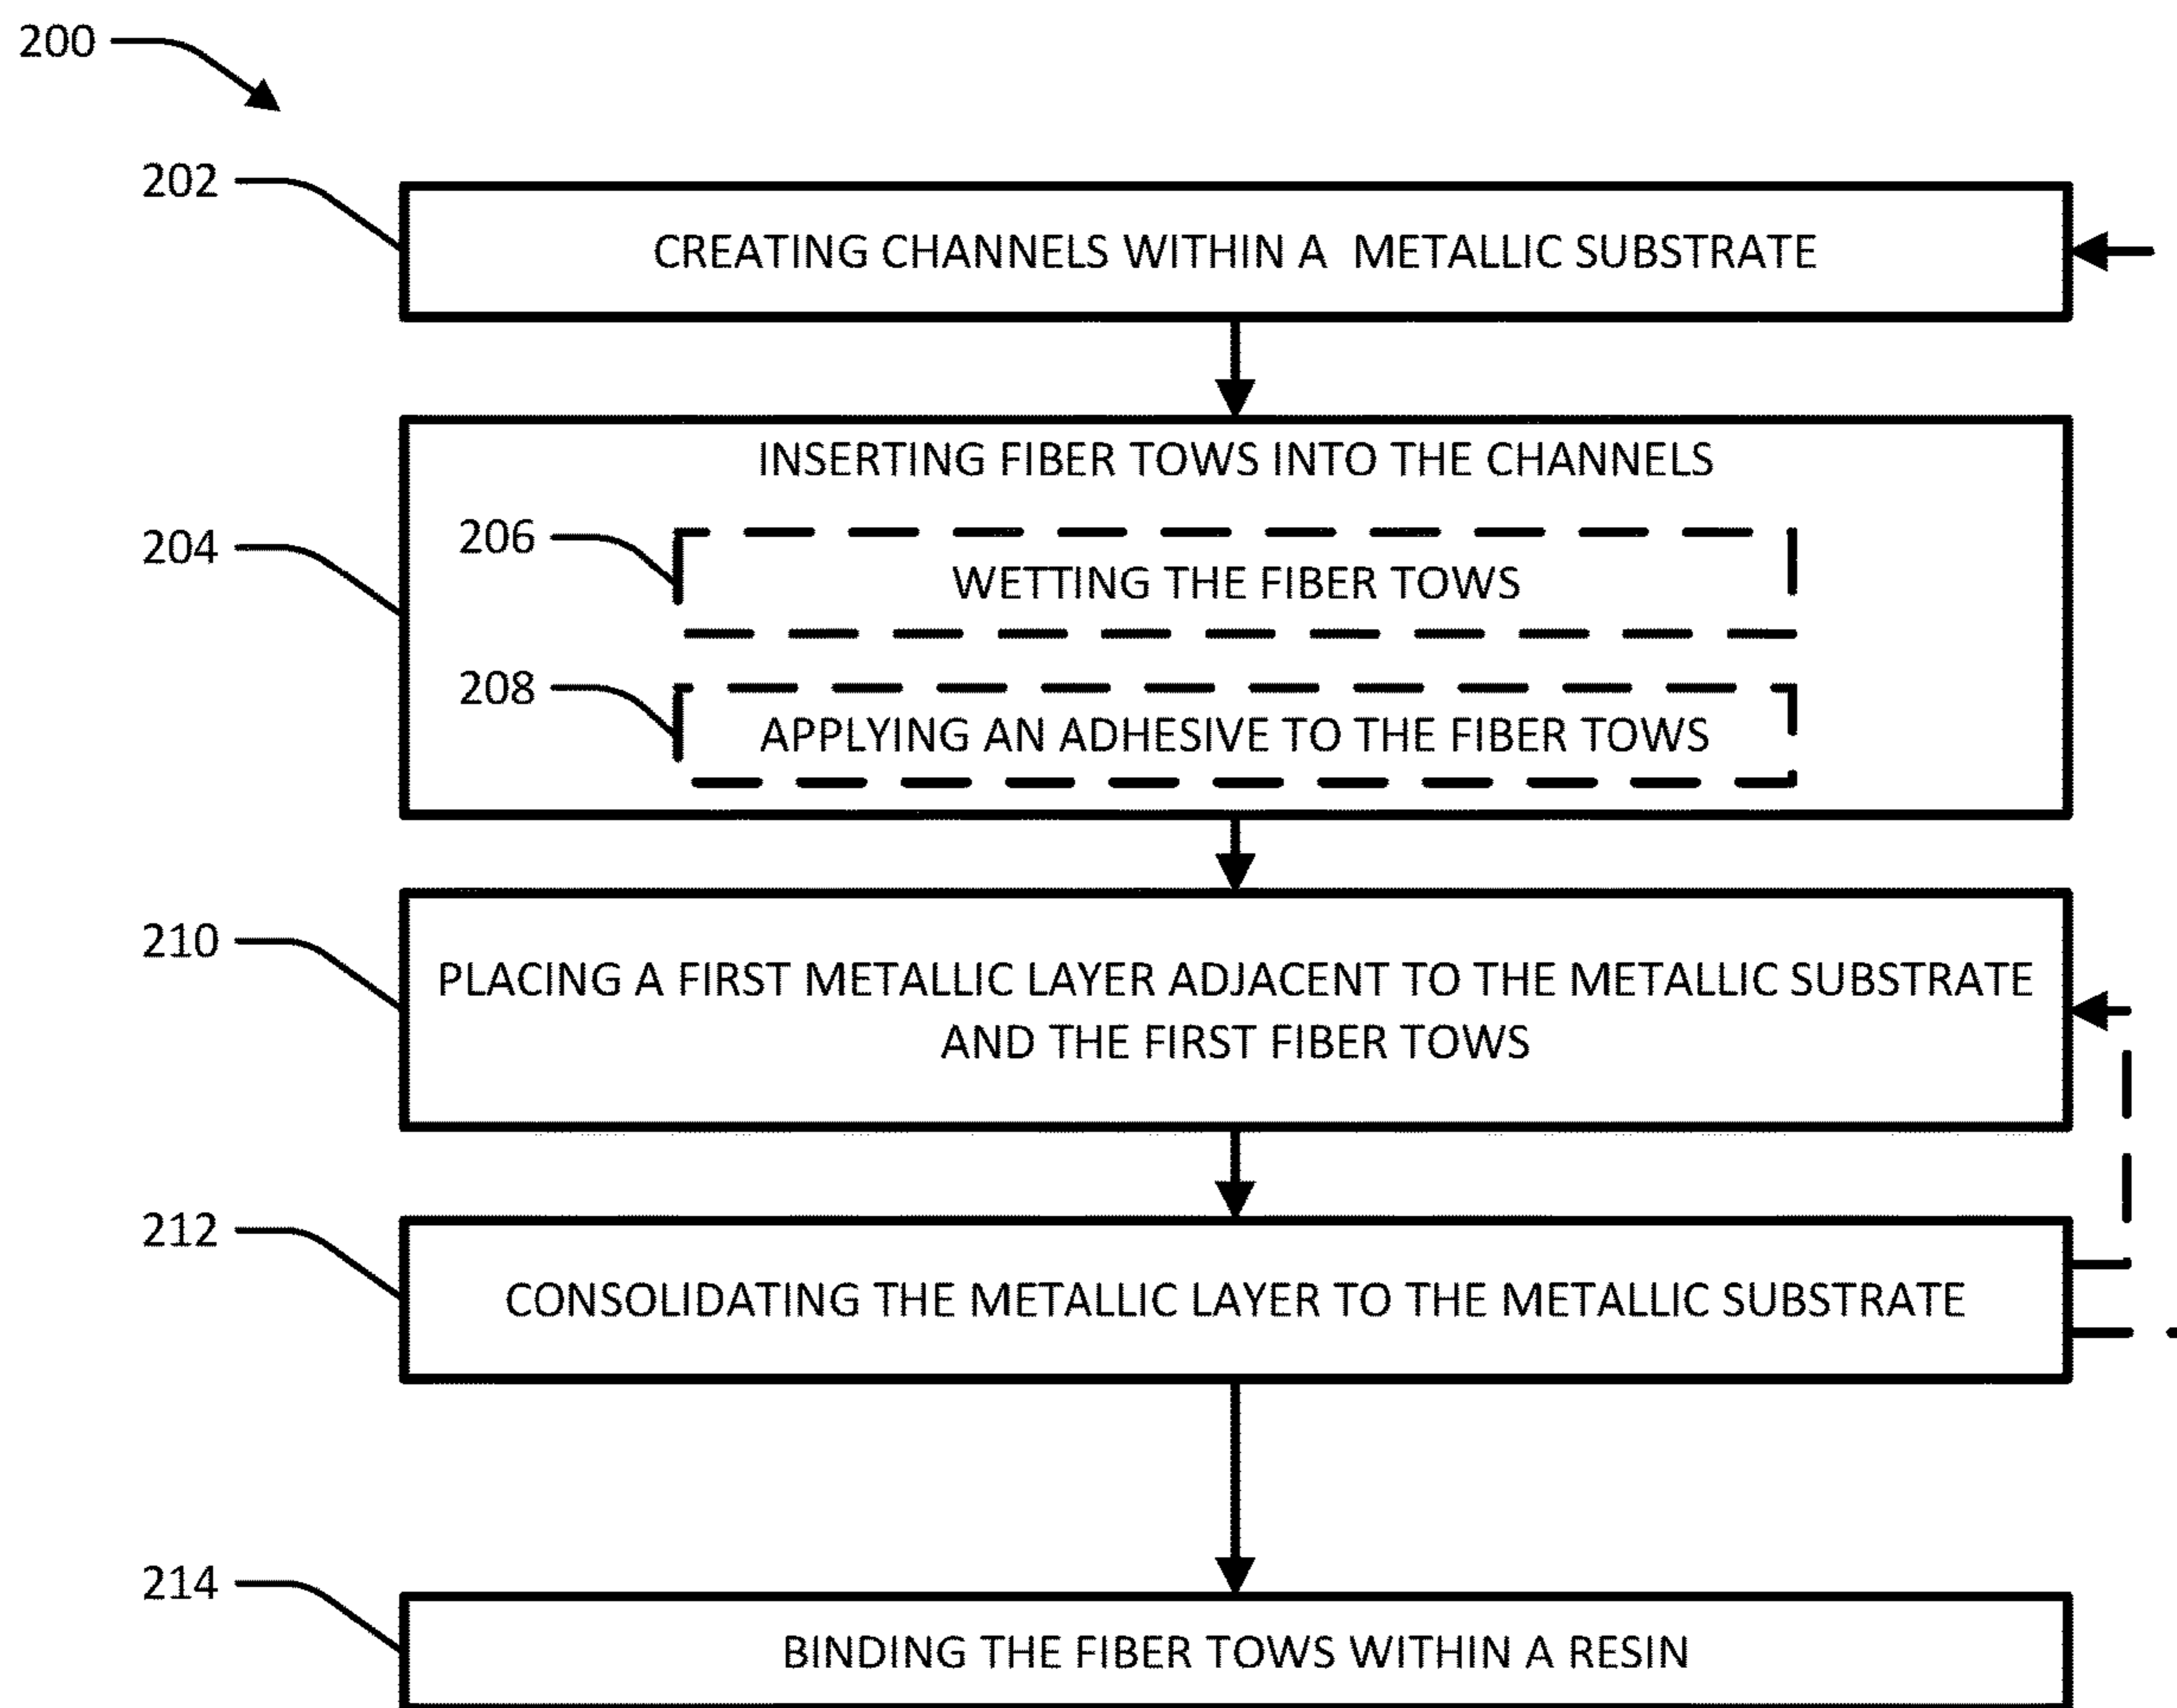 200
202
CREATING CHANNELS WITHIN A METALLIC SUBSTRATE
204
INSERTING FIBER TOWS INTO THE CHANNELS
206
WETTING THE FIBER TOWS
208
APPLYING AN ADHESIVE TO THE FIBER TOWS
210
PLACING A FIRST METALLIC LAYER ADJACENT TO THE METALLIC SUBSTRATE
AND THE FIRST FIBER TOWS
212
CONSOLIDATING THE METALLIC LAYER TO THE METALLIC SUBSTRATE
214
BINDING THE FIBER TOWS WITHIN A RESIN